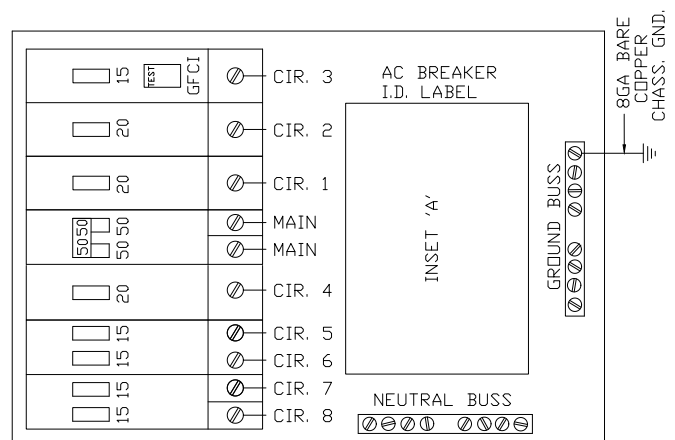 15 TEST GFCI CIR. 3
20 CIR. 2
20 CIR. 1
50 50 MAIN
50 50 MAIN
20 CIR. 4
15 CIR. 5
15 CIR. 6
15 CIR. 7
15 CIR. 8
AC BREAKER
I.D. LABEL
INSET 'A'
NEUTRAL BUSS
GROUND BUSS
8GA BARE
COPPER
CHASS. GND.